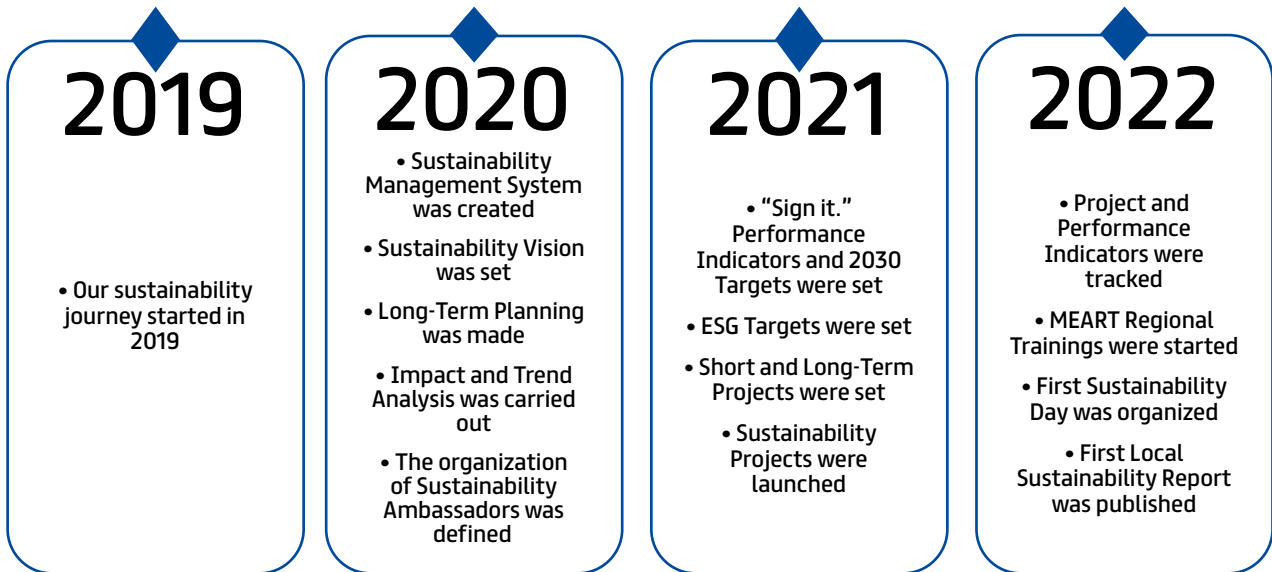 2019
• Our sustainability
journey started in
2019
2020
• Sustainability
Management System
was created
• Sustainability Vision
was set
• Long-Term Planning
was made
• Impact and Trend
Analysis was carried
out
• The organization
of Sustainability
Ambassadors was
defined
2021
• “Sign it.”
Performance
Indicators and 2030
Targets were set
• ESG Targets were set
• Short and Long-Term
Projects were set
• Sustainability
Projects were
launched
2022
• Project and
Performance
Indicators were
tracked
• MEART Regional
Trainings were started
• First Sustainability
Day was organized
• First Local
Sustainability Report
was published